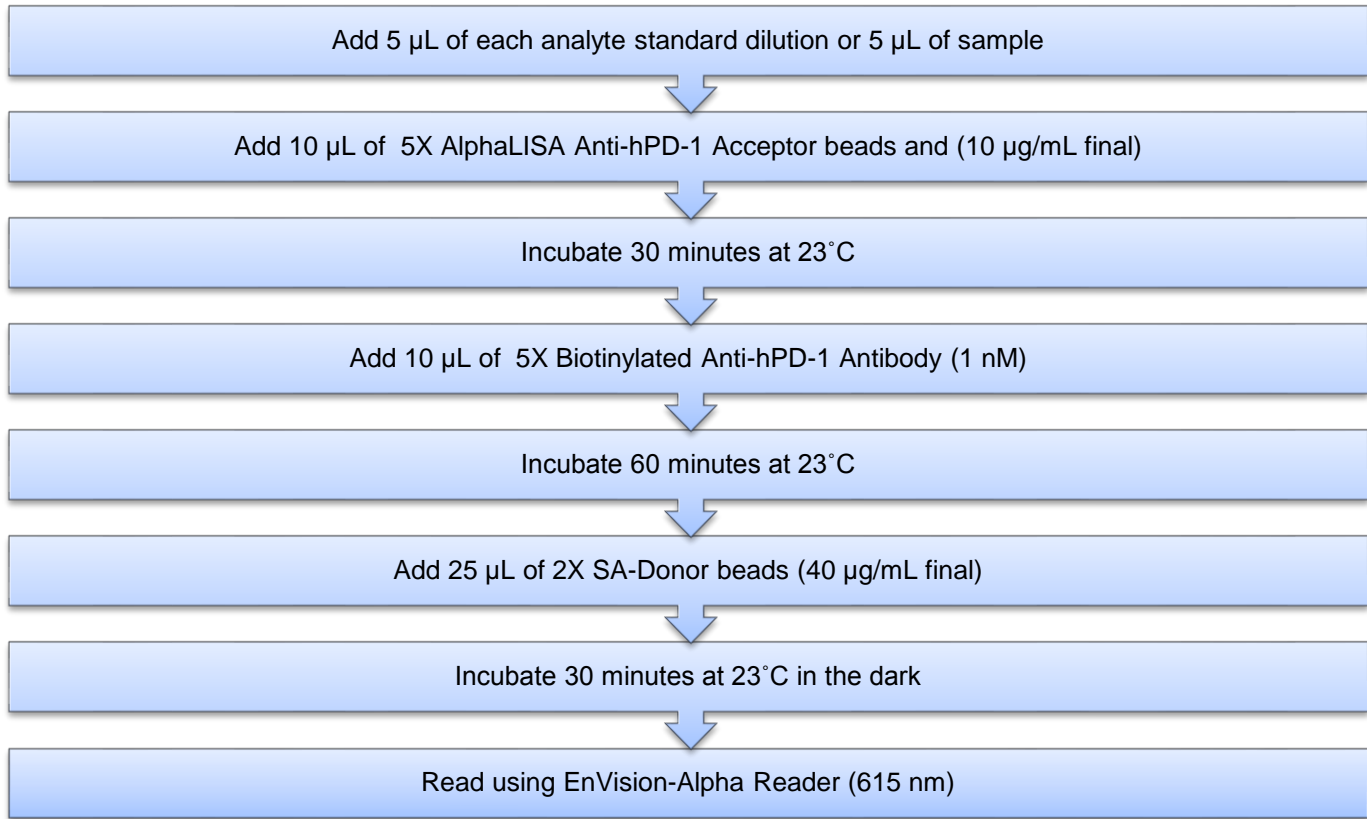 Add 5 µL of each analyte standard dilution or 5 µL of sample
Add 10 µL of 5X AlphaLISA Anti-hPD-1 Acceptor beads and (10 µg/mL final)
Incubate 30 minutes at 23˚C
Add 10 µL of 5X Biotinylated Anti-hPD-1 Antibody (1 nM)
Incubate 60 minutes at 23˚C
Add 25 µL of 2X SA-Donor beads (40 µg/mL final)
Incubate 30 minutes at 23˚C in the dark
Read using EnVision-Alpha Reader (615 nm)